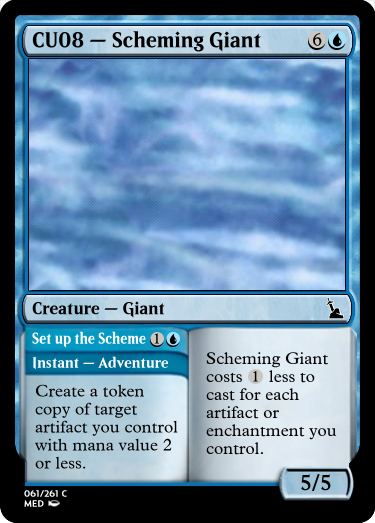 CU08 — Scheming Giant 6
Creature — Giant
Set up the Scheme 1
Instant — Adventure
Create a token
copy of target
artifact you control
with mana value 2
or less.
Scheming Giant
costs 1 less to
cast for each
artifact or
enchantment you
control.
5/5
061/261 C
MED